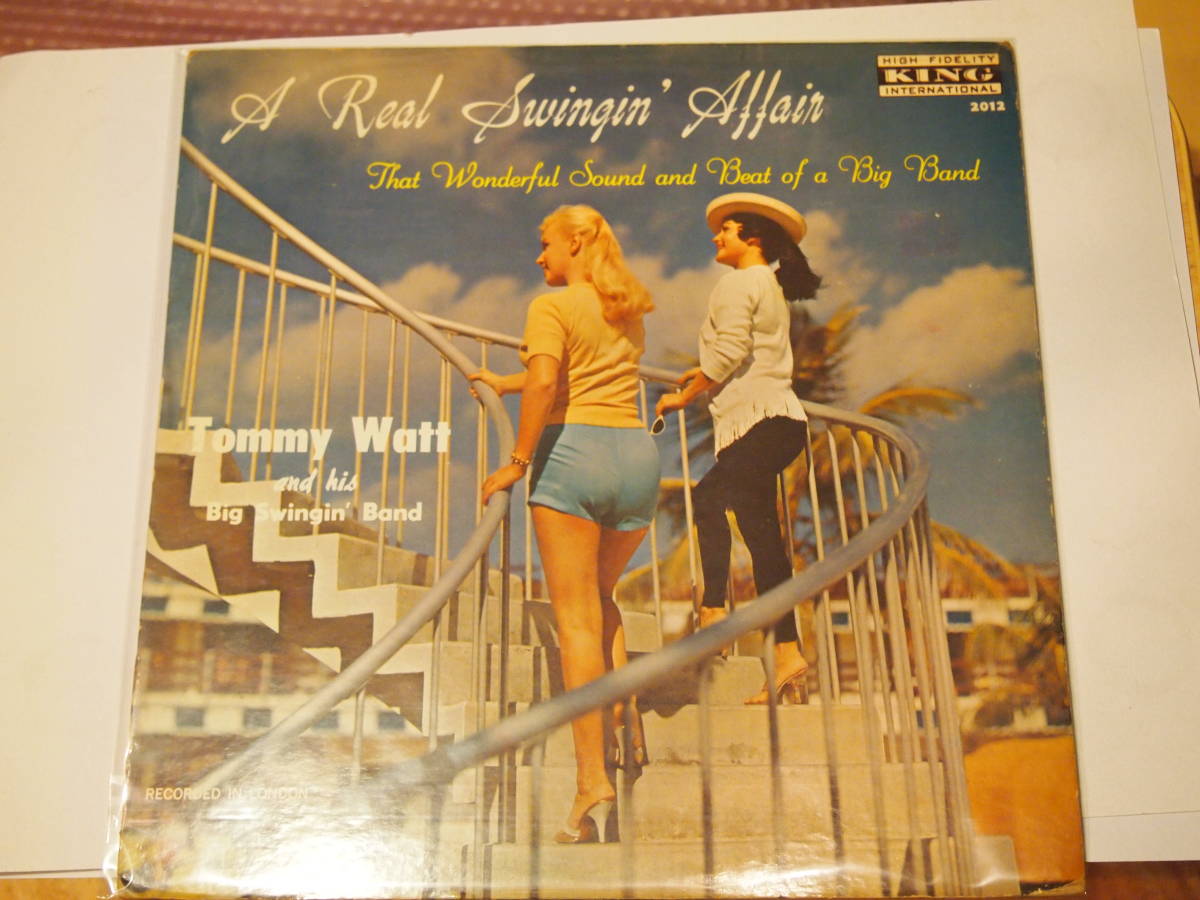 A Real Swingin' Affair
HIGH FIDELITY
KING
INTERNATIONAL
2012
That Wonderful Sound and Beat of a Big Band
Tommy Watt
and his
Big Swingin' Band
RECORDED IN LONDON